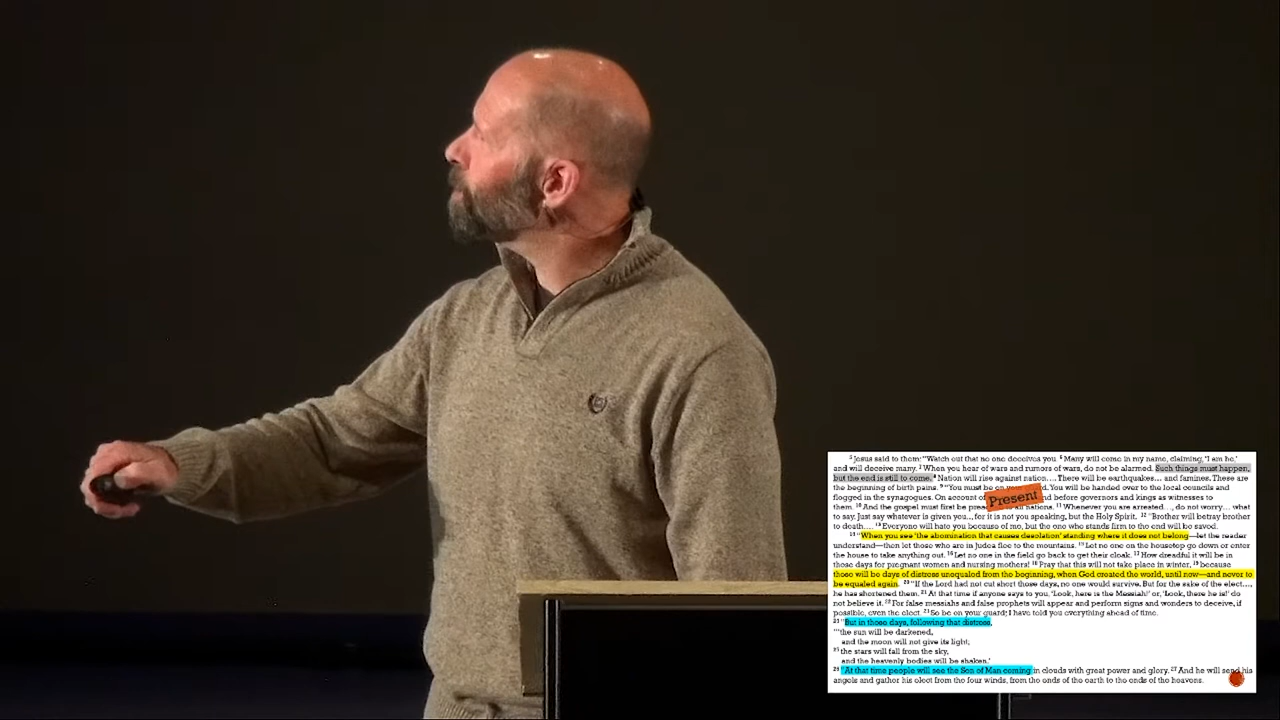 ⁵Jesus said to them: "Watch out that no one deceives you. ⁶ Many will come in my name, claiming, 'I am he,'
and will deceive many. ⁷ When you hear of wars and rumors of wars, do not be alarmed. Such things must happen,
but the end is still to come. ⁸ Nation will rise against nation.... There will be earthquakes... and famines. These are
the beginning of birth pains. ⁹ "You must be on your guard. You will be handed over to the local councils and
flogged in the synagogues. On account of nd before governors and kings as witnesses to
Present
them. ¹⁰ And the gospel must first be prea all nations. ¹¹ Whenever you are arrested..., do not worry... what
to say. Just say whatever is given you..., for it is not you speaking, but the Holy Spirit. ¹² "Brother will betray brother
to death.... ¹³ Everyone will hate you because of me, but the one who stands firm to the end will be saved.
¹⁴ "When you see 'the abomination that causes desolation' standing where it does not belong—let the reader
understand—then let those who are in Judea flee to the mountains. ¹⁵ Let no one on the housetop go down or enter
the house to take anything out. ¹⁶ Let no one in the field go back to get their cloak. ¹⁷ How dreadful it will be in
those days for pregnant women and nursing mothers! ¹⁸ Pray that this will not take place in winter, ¹⁹ because
those will be days of distress unequaled from the beginning, when God created the world, until now—and never to
be equaled again. ²⁰ "If the Lord had not cut short those days, no one would survive. But for the sake of the elect...,
he has shortened them. ²¹ At that time if anyone says to you, 'Look, here is the Messiah!' or, 'Look, there he is!' do
not believe it. ²² For false messiahs and false prophets will appear and perform signs and wonders to deceive, if
possible, even the elect. ²³ So be on your guard; I have told you everything ahead of time.
²⁴ "But in those days, following that distress,
"'the sun will be darkened,
and the moon will not give its light;
²⁵ the stars will fall from the sky,
and the heavenly bodies will be shaken.'
²⁶ "At that time people will see the Son of Man coming in clouds with great power and glory. ²⁷ And he will send his
angels and gather his elect from the four winds, from the ends of the earth to the ends of the heavens.